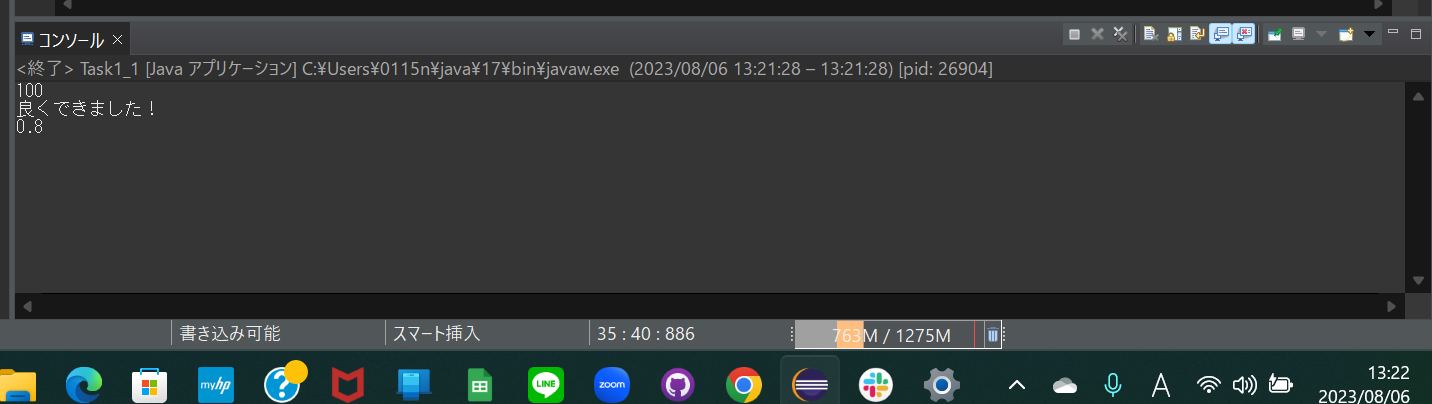 コンソール
<終了> Task1_1 [Java アプリケーション] C:¥Users¥0115n¥java¥17¥bin¥javaw.exe (2023/08/06 13:21:28 – 13:21:28) [pid: 26904]
100
良くできました！
0.8
書き込み可能 スマート挿入 35 : 40 : 886 763M / 1275M
myhp ? LINE zoom A 13:22
2023/08/06